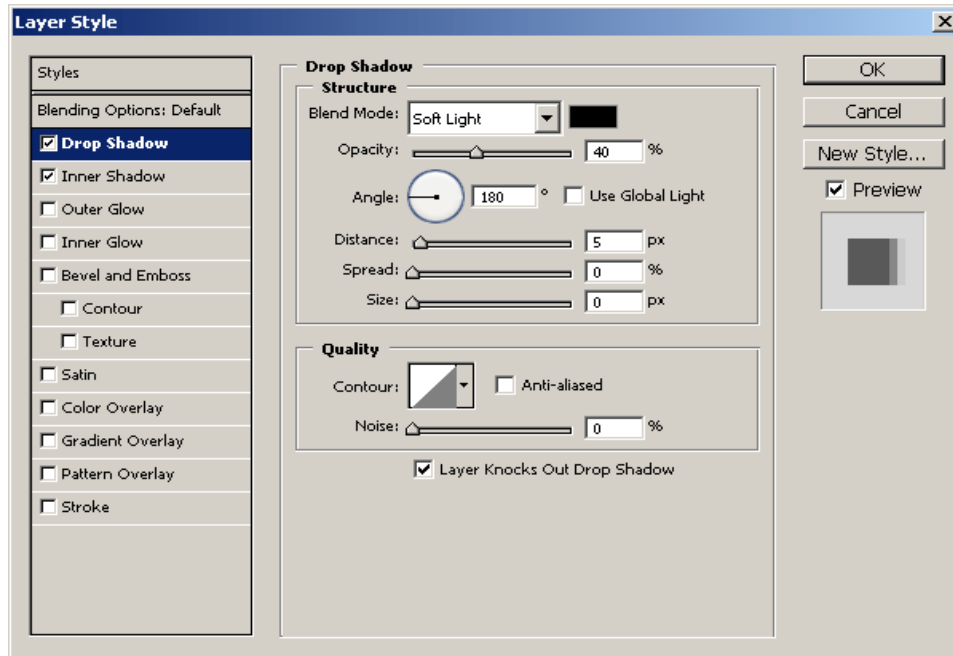 Layer Style
Styles
Blending Options: Default
Drop Shadow
Inner Shadow
Outer Glow
Inner Glow
Bevel and Emboss
Contour
Texture
Satin
Color Overlay
Gradient Overlay
Pattern Overlay
Stroke
Drop Shadow
Structure
Blend Mode: Soft Light
Opacity: 40 %
Angle: 180 ° Use Global Light
Distance: 5 px
Spread: 0 %
Size: 0 px
Quality
Contour: Anti-aliased
Noise: 0 %
Layer Knocks Out Drop Shadow
OK
Cancel
New Style...
Preview